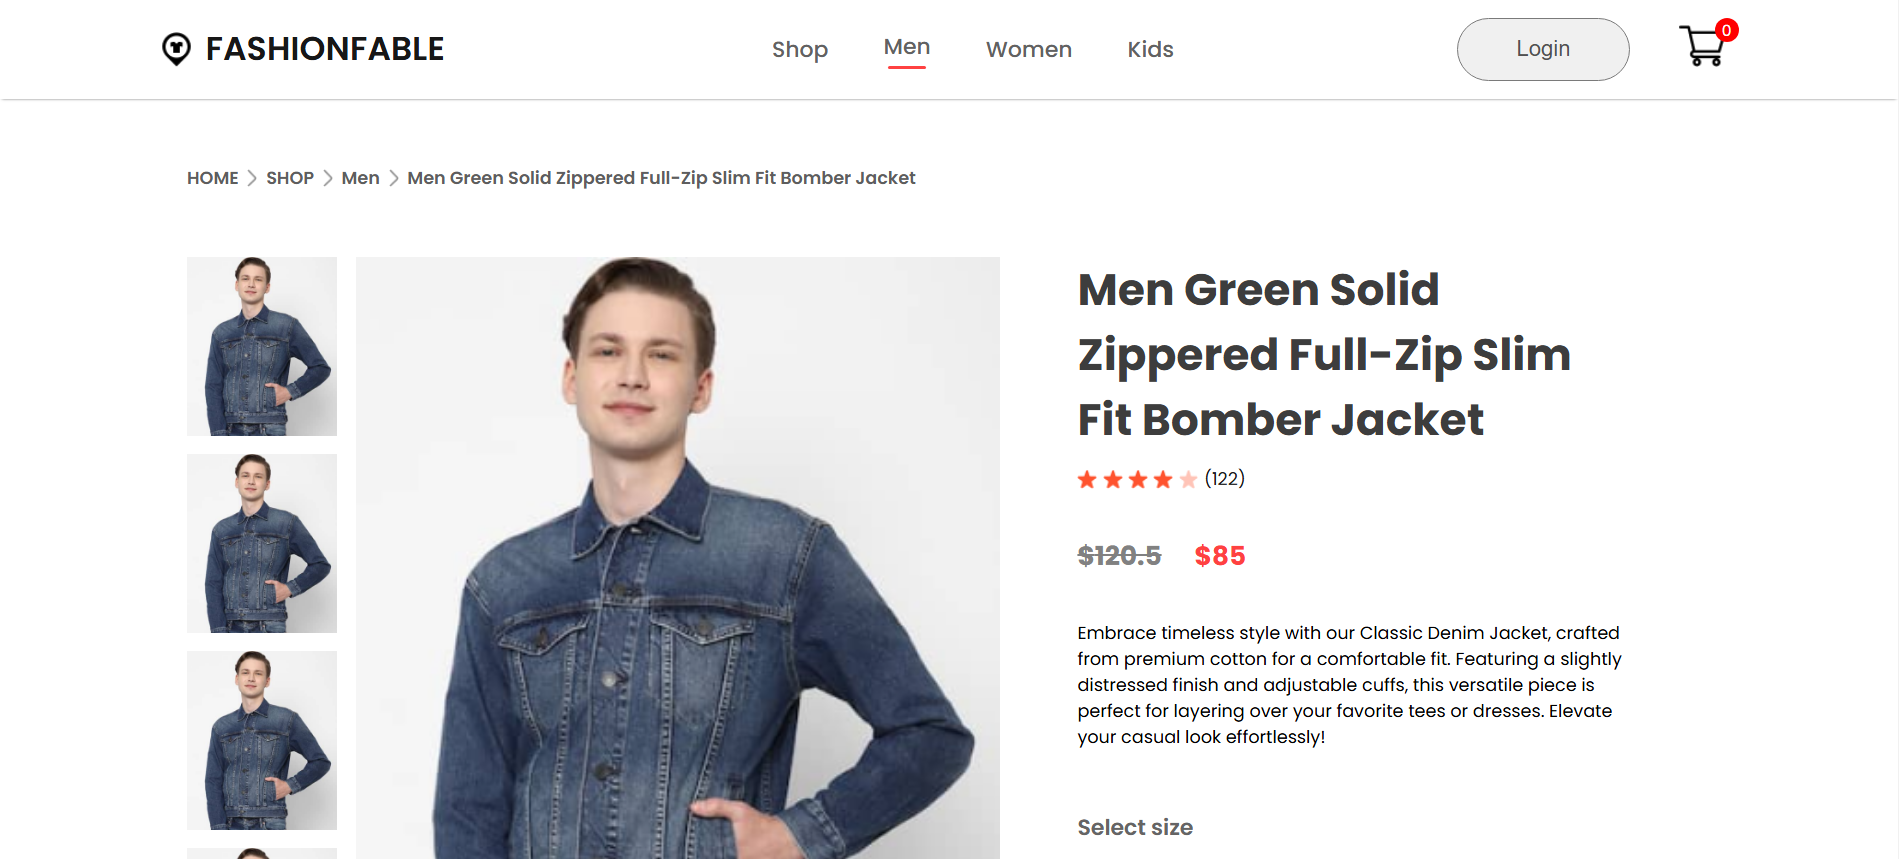 FASHIONFABLE
Shop Men Women Kids
Login
0
HOME SHOP Men Men Green Solid Zippered Full-Zip Slim Fit Bomber Jacket
Men Green Solid
Zippered Full-Zip Slim
Fit Bomber Jacket
(122)
$120.5 $85
Embrace timeless style with our Classic Denim Jacket, crafted
from premium cotton for a comfortable fit. Featuring a slightly
distressed finish and adjustable cuffs, this versatile piece is
perfect for layering over your favorite tees or dresses. Elevate
your casual look effortlessly!
Select size